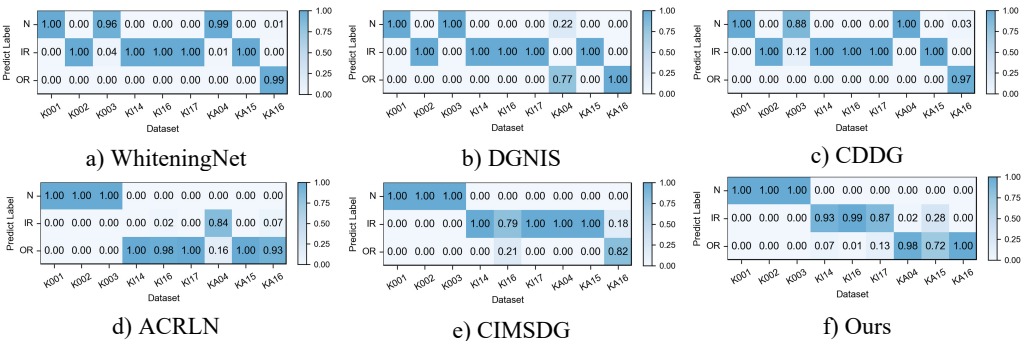 Predict Label
N 1.00 0.00 0.96 0.00 0.00 0.00 0.99 0.00 0.01
IR 0.00 1.00 0.04 1.00 1.00 1.00 0.01 1.00 0.00
OR 0.00 0.00 0.00 0.00 0.00 0.00 0.00 0.00 0.99
1.00
0.75
0.50
0.25
0.00
K001 K002 K003 KI14 KI16 KI17 KA04 KA15 KA16
Dataset
a) WhiteningNet
Predict Label
N 1.00 0.00 1.00 0.00 0.00 0.00 0.22 0.00 0.00
IR 0.00 1.00 0.00 1.00 1.00 1.00 0.00 1.00 0.00
OR 0.00 0.00 0.00 0.00 0.00 0.00 0.77 0.00 1.00
1.00
0.75
0.50
0.25
0.00
K001 K002 K003 KI14 KI16 KI17 KA04 KA15 KA16
Dataset
b) DGNIS
Predict Label
N 1.00 0.00 0.88 0.00 0.00 0.00 1.00 0.00 0.03
IR 0.00 1.00 0.12 1.00 1.00 1.00 0.00 1.00 0.00
OR 0.00 0.00 0.00 0.00 0.00 0.00 0.00 0.00 0.97
1.00
0.75
0.50
0.25
0.00
K001 K002 K003 KI14 KI16 KI17 KA04 KA15 KA16
Dataset
c) CDDG
Predict Label
N 1.00 1.00 1.00 0.00 0.00 0.00 0.00 0.00 0.00
IR 0.00 0.00 0.00 0.00 0.02 0.00 0.84 0.00 0.07
OR 0.00 0.00 0.00 1.00 0.98 1.00 0.16 1.00 0.93
1.00
0.75
0.50
0.25
0.00
K001 K002 K003 KI14 KI16 KI17 KA04 KA15 KA16
Dataset
d) ACRLN
Predict Label
N 1.00 1.00 1.00 0.00 0.00 0.00 0.00 0.00 0.00
IR 0.00 0.00 0.00 1.00 0.79 1.00 1.00 1.00 0.18
OR 0.00 0.00 0.00 0.00 0.21 0.00 0.00 0.00 0.82
1.00
0.75
0.50
0.25
0.00
K001 K002 K003 KI14 KI16 KI17 KA04 KA15 KA16
Dataset
e) CIMSDG
Predict Label
N 1.00 1.00 1.00 0.00 0.00 0.00 0.00 0.00 0.00
IR 0.00 0.00 0.00 0.93 0.99 0.87 0.02 0.28 0.00
OR 0.00 0.00 0.00 0.07 0.01 0.13 0.98 0.72 1.00
1.00
0.75
0.50
0.25
0.00
K001 K002 K003 KI14 KI16 KI17 KA04 KA15 KA16
Dataset
f) Ours